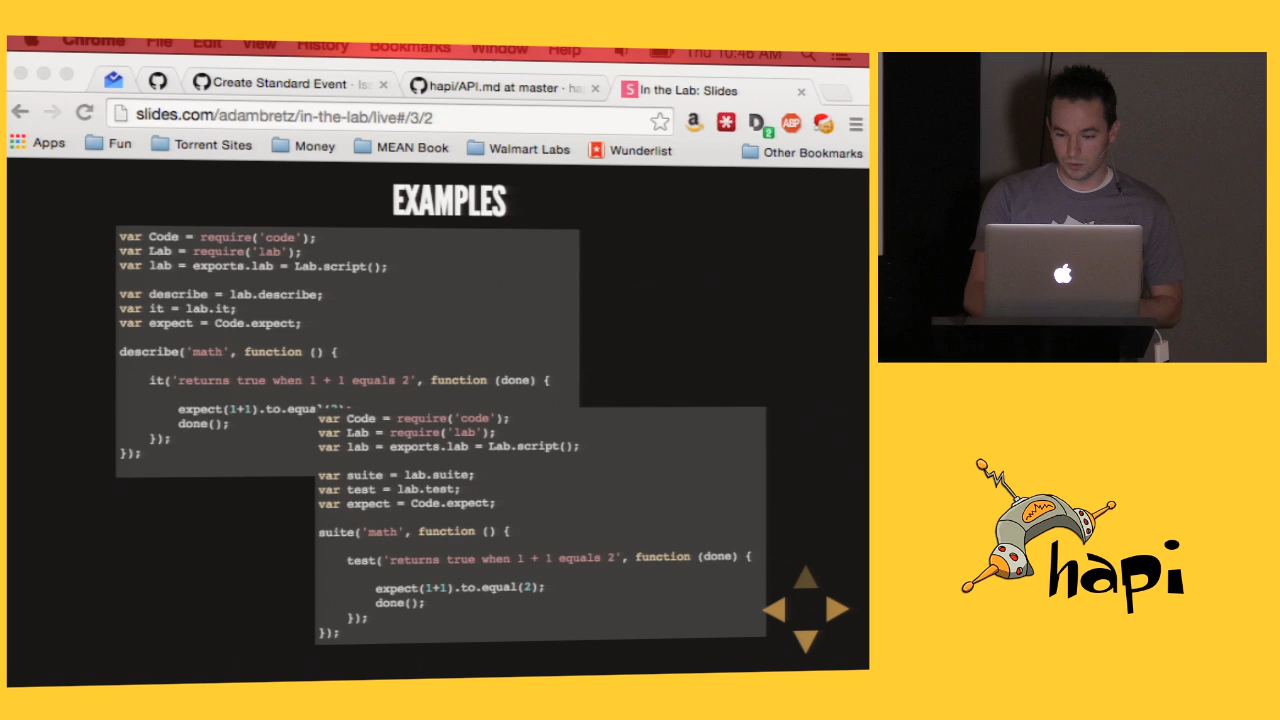 Chrome File Edit View History Bookmarks Window Help Thu 10:46 AM
Create Standard Event
hapi/API.md at master
In the Lab: Slides
slides.com/adambretz/in-the-lab/live#/3/2
2
ABP
Apps Fun Torrent Sites Money MEAN Book Walmart Labs Wunderlist Other Bookmarks
EXAMPLES
var Code = require('code');
var Lab = require('lab');
var lab = exports.lab = Lab.script();
var describe = lab.describe;
var it = lab.it;
var expect = Code.expect;
describe('math', function () {
it('returns true when 1 + 1 equals 2', function (done) {
expect(1+1).to.equal(2);
done();
});
});
var Code = require('code');
var Lab = require('lab');
var lab = exports.lab = Lab.script();
var suite = lab.suite;
var test = lab.test;
var expect = Code.expect;
suite('math', function () {
test('returns true when 1 + 1 equals 2', function (done) {
expect(1+1).to.equal(2);
done();
});
});
hapi